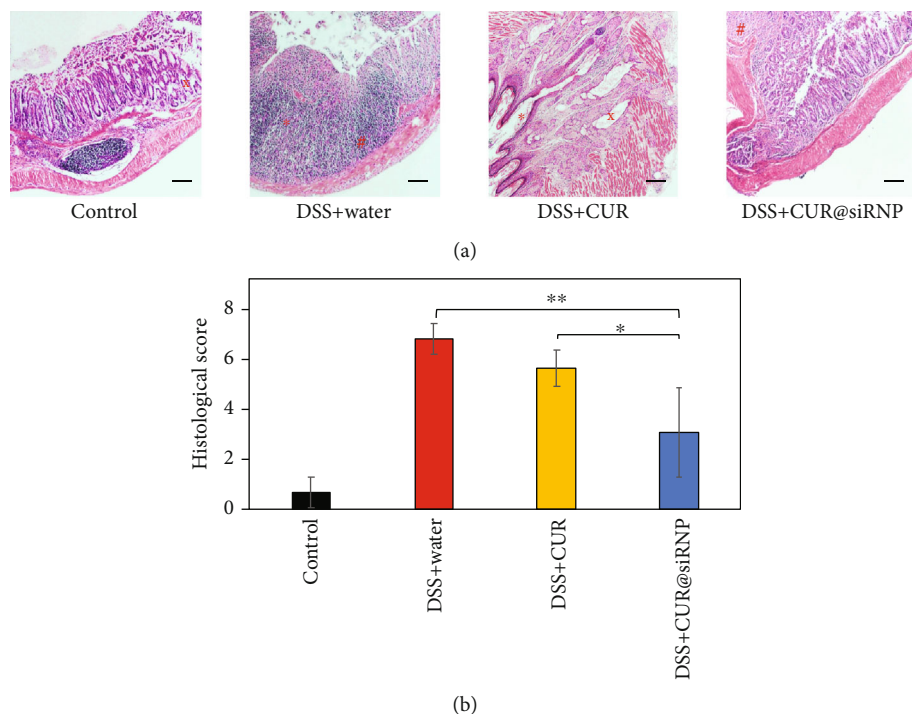 (a)
x
*
#
*
x
#
Control
DSS+water
DSS+CUR
DSS+CUR@siRNP
(a)
8
6
4
2
0
Histological score
**
*
Control
DSS+water
DSS+CUR
DSS+CUR@siRNP
(b)